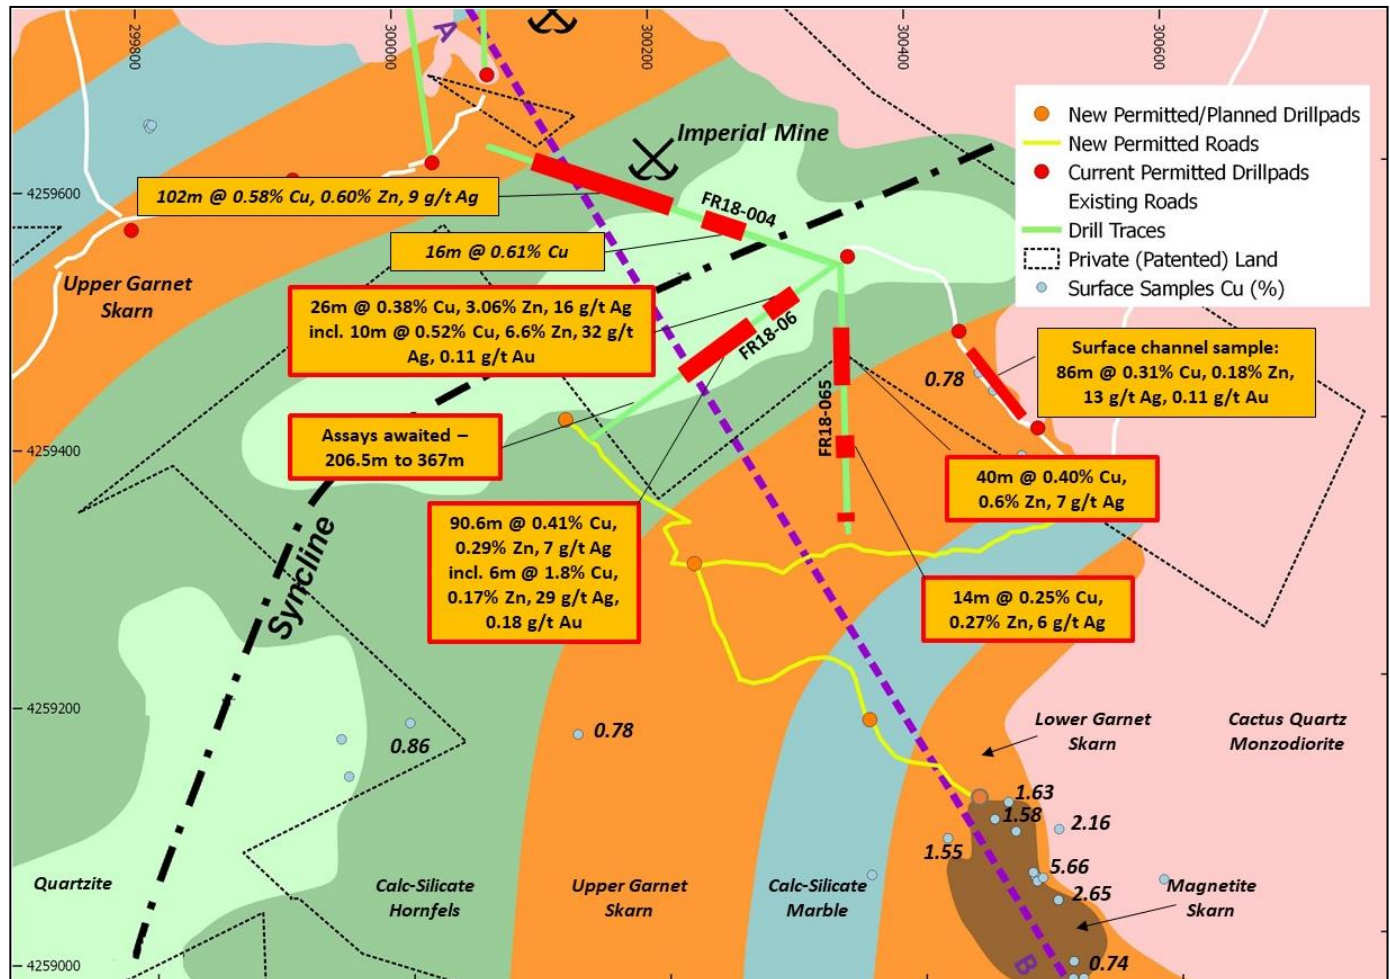 299800
300000
300200
300400
300600
A
Imperial Mine
New Permitted/Planned Drillpads
New Permitted Roads
Current Permitted Drillpads
Existing Roads
Drill Traces
Private (Patented) Land
Surface Samples Cu (%)
4259600
102m @ 0.58% Cu, 0.60% Zn, 9 g/t Ag
FR18-004
16m @ 0.61% Cu
Upper Garnet
Skarn
26m @ 0.38% Cu, 3.06% Zn, 16 g/t Ag
incl. 10m @ 0.52% Cu, 6.6% Zn, 32 g/t
Ag, 0.11 g/t Au
FR18-06
FR18-065
0.78
Surface channel sample:
86m @ 0.31% Cu, 0.18% Zn,
13 g/t Ag, 0.11 g/t Au
4259400
Assays awaited –
206.5m to 367m
40m @ 0.40% Cu,
0.6% Zn, 7 g/t Ag
90.6m @ 0.41% Cu,
0.29% Zn, 7 g/t Ag
incl. 6m @ 1.8% Cu,
0.17% Zn, 29 g/t Ag,
0.18 g/t Au
Syncline
14m @ 0.25% Cu,
0.27% Zn, 6 g/t Ag
4259200
0.86
0.78
Lower Garnet
Skarn
Cactus Quartz
Monzodiorite
1.63
1.58
2.16
1.55
5.66
2.65
Quartzite
Calc-Silicate
Hornfels
Upper Garnet
Skarn
Calc-Silicate
Marble
Magnetite
Skarn
4259000
B
0.74